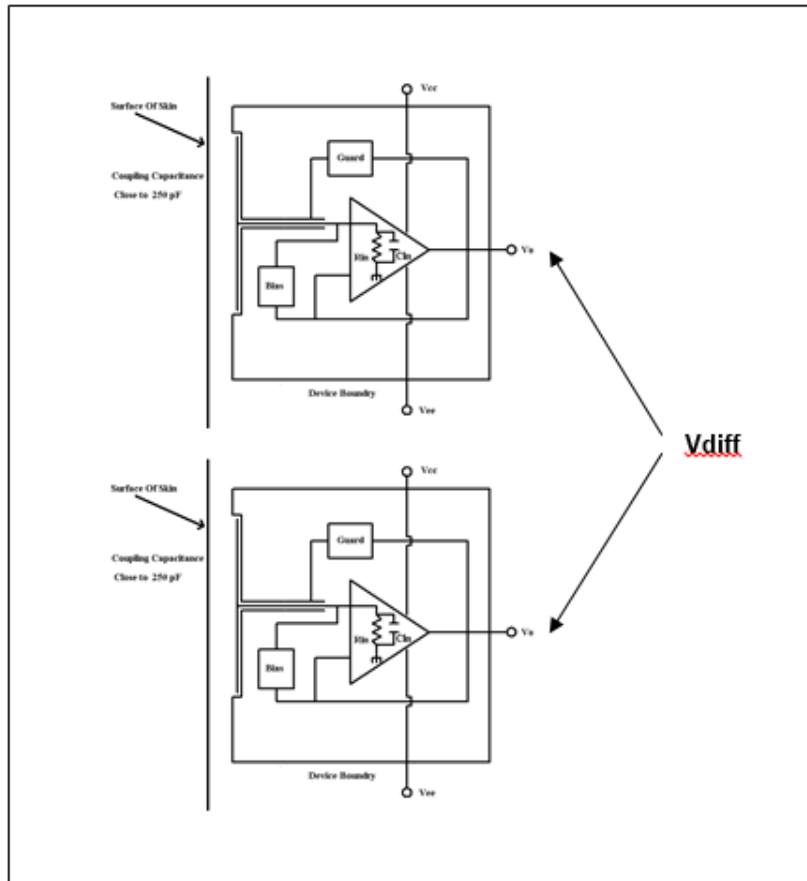 Vcc
Surface Of Skin
Guard
Coupling Capacitance
Close to 250 pF
Rin
Cin
Vo
Bias
Device Boundry
Vee
Vdiff
Vcc
Surface Of Skin
Guard
Coupling Capacitance
Close to 250 pF
Rin
Cin
Vo
Bias
Device Boundry
Vee